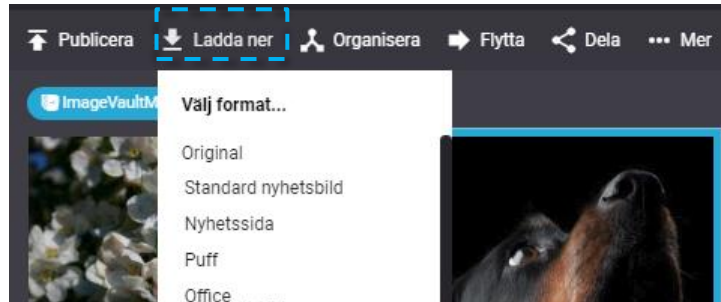 Publicera Ladda ner Organisera Flytta Dela Mer
ImageVaultM
Välj format...
Original
Standard nyhetsbild
Nyhetssida
Puff
Office